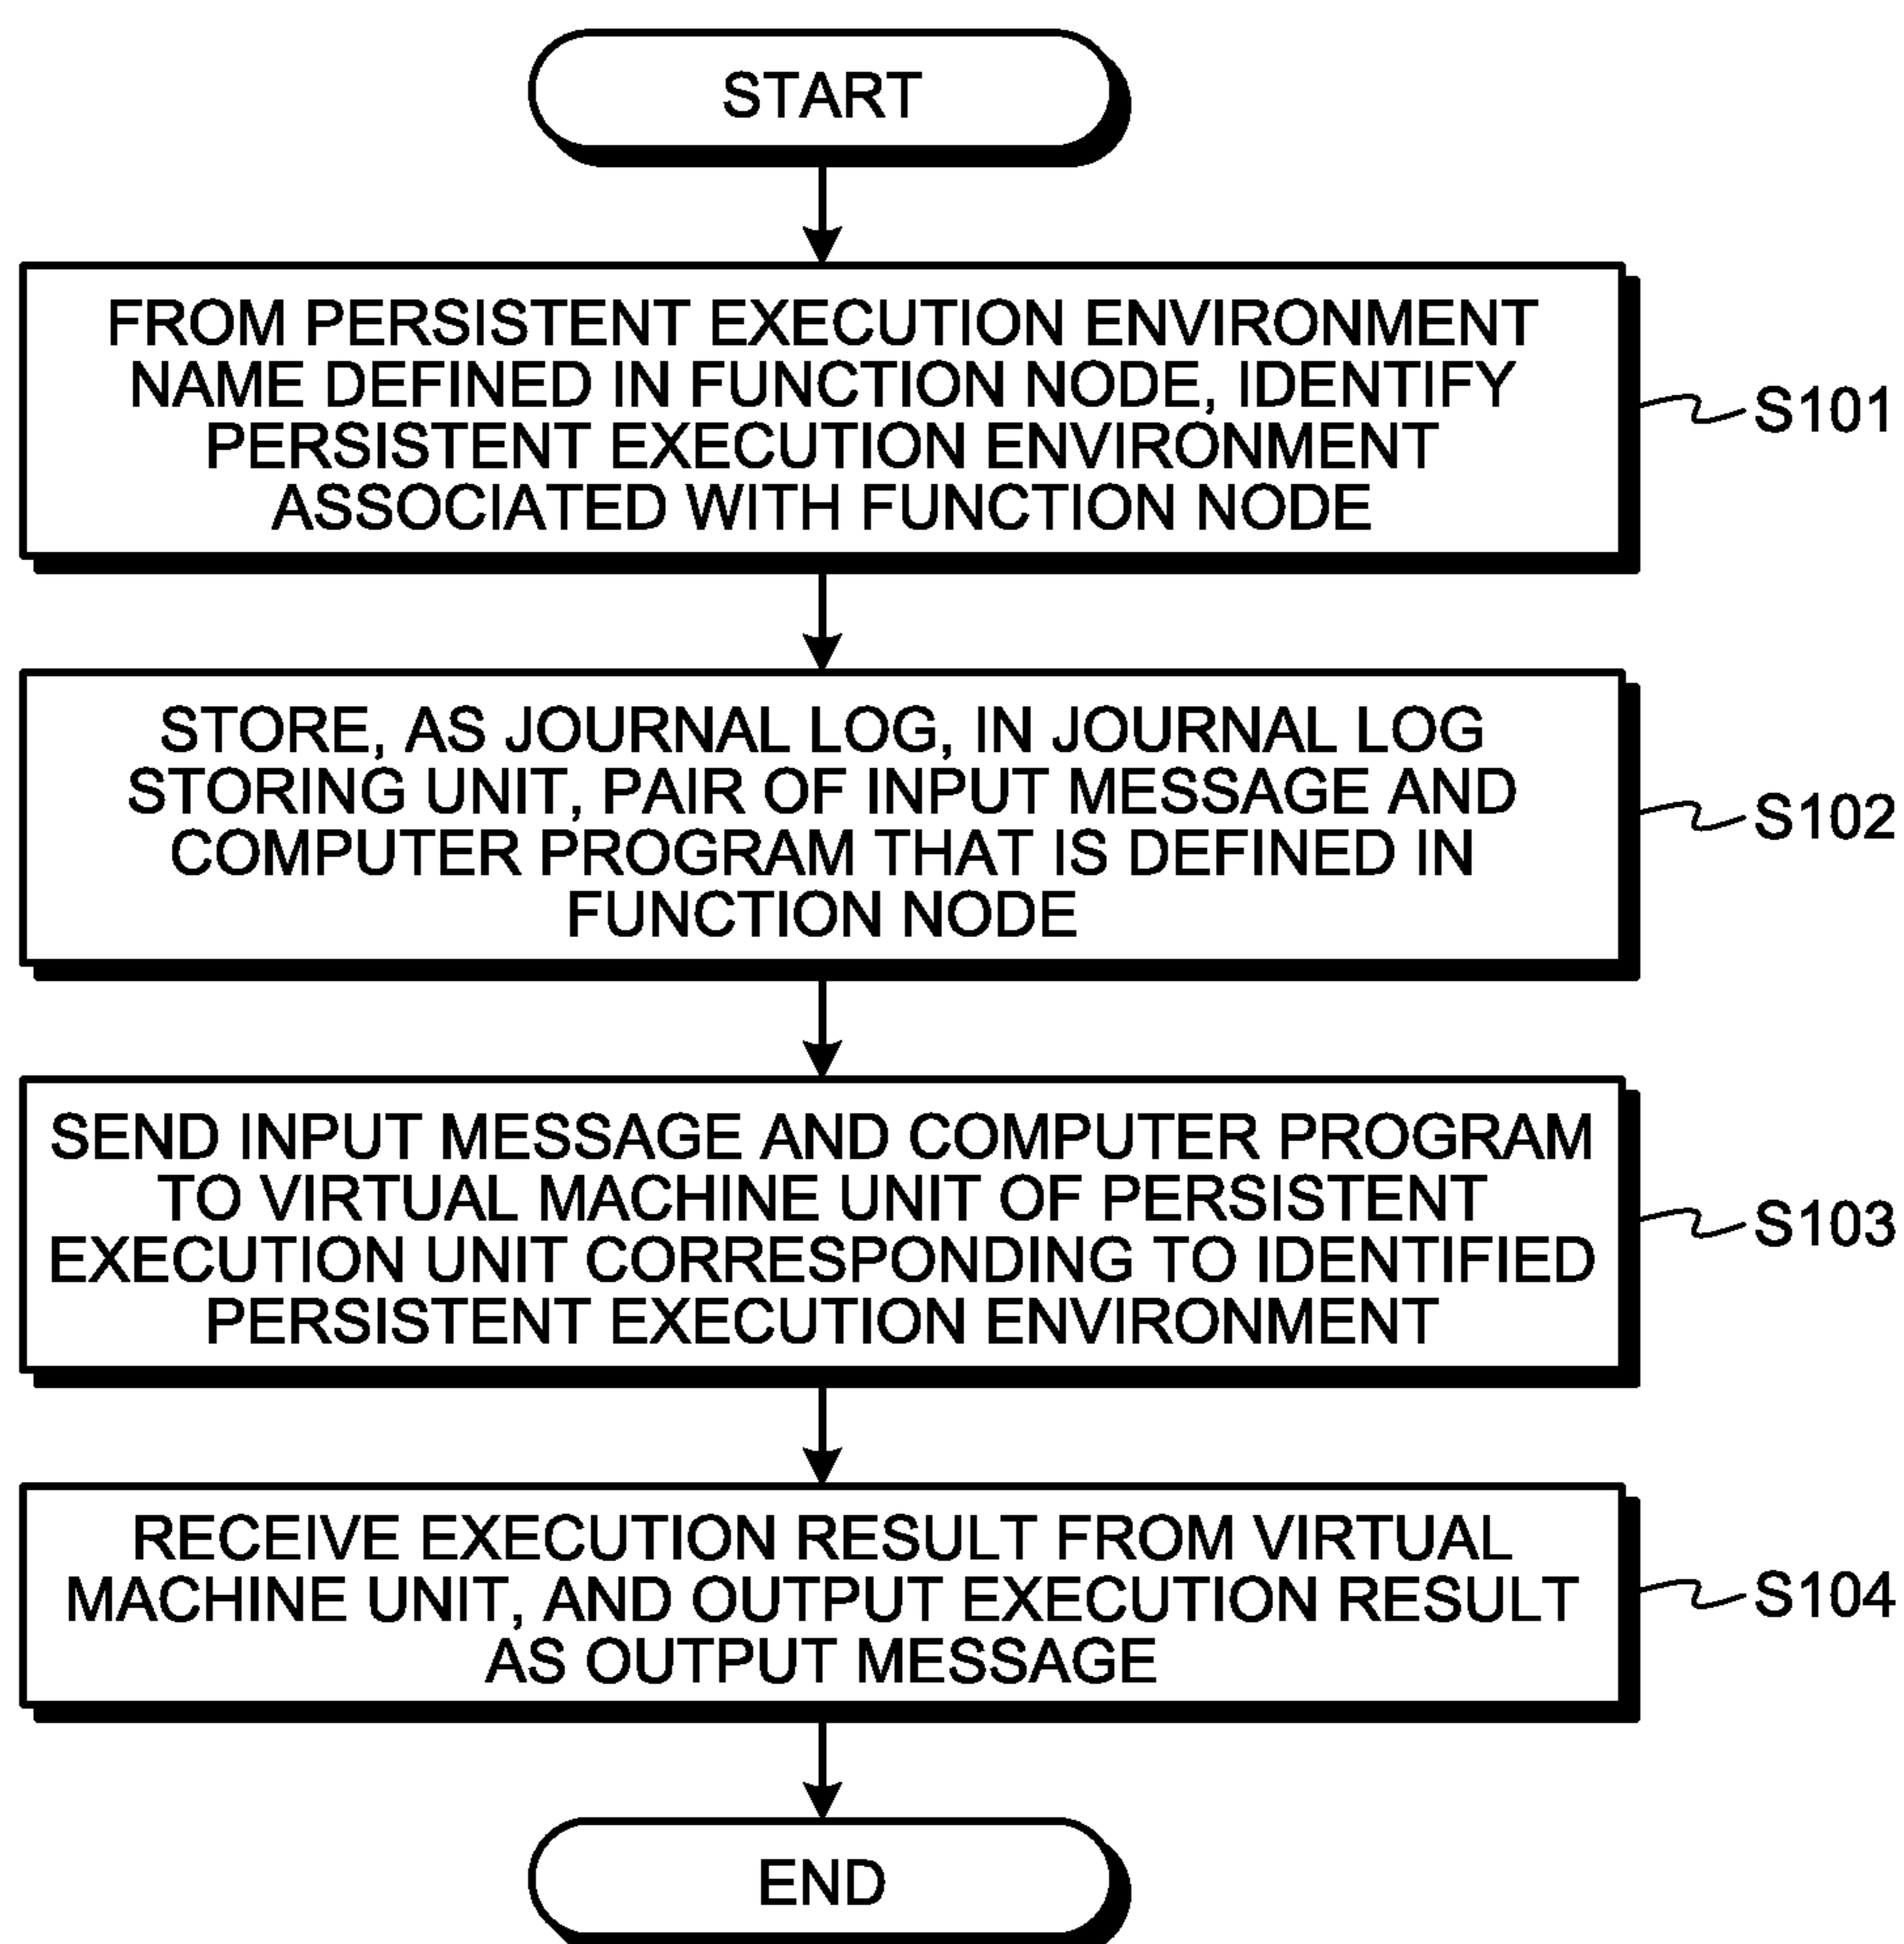 START
FROM PERSISTENT EXECUTION ENVIRONMENT
NAME DEFINED IN FUNCTION NODE, IDENTIFY
PERSISTENT EXECUTION ENVIRONMENT
ASSOCIATED WITH FUNCTION NODE
S101
STORE, AS JOURNAL LOG, IN JOURNAL LOG
STORING UNIT, PAIR OF INPUT MESSAGE AND
COMPUTER PROGRAM THAT IS DEFINED IN
FUNCTION NODE
S102
SEND INPUT MESSAGE AND COMPUTER PROGRAM
TO VIRTUAL MACHINE UNIT OF PERSISTENT
EXECUTION UNIT CORRESPONDING TO IDENTIFIED
PERSISTENT EXECUTION ENVIRONMENT
S103
RECEIVE EXECUTION RESULT FROM VIRTUAL
MACHINE UNIT, AND OUTPUT EXECUTION RESULT
AS OUTPUT MESSAGE
S104
END